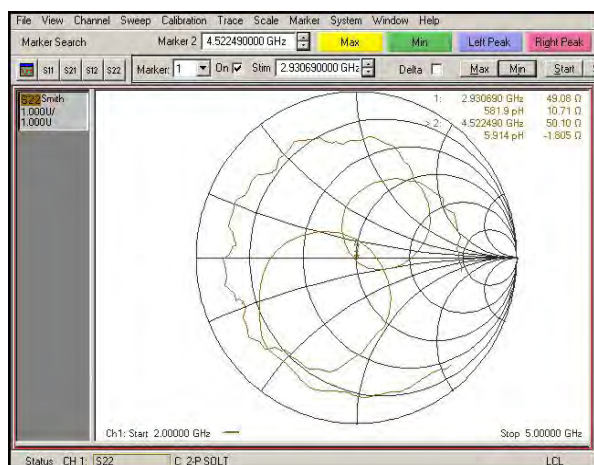 File View Channel Sweep Calibration Trace Scale Marker System Window Help
Marker Search Marker 2 4.522490000 GHz Max Min Left Peak Right Peak
S11 S21 S12 S22 Marker: 1 On Stim 2.930690000 GHz Delta Max Min Start
S22 Smith
1.000U/
1.000U
1: 2.930690 GHz 49.08 Ω
581.9 pH 10.71 Ω
> 2: 4.522490 GHz 50.10 Ω
5.914 pH -1.805 Ω
Ch1: Start 2.00000 GHz Stop 5.00000 GHz
Status CH 1: S22 C 2-P SOLT LCL